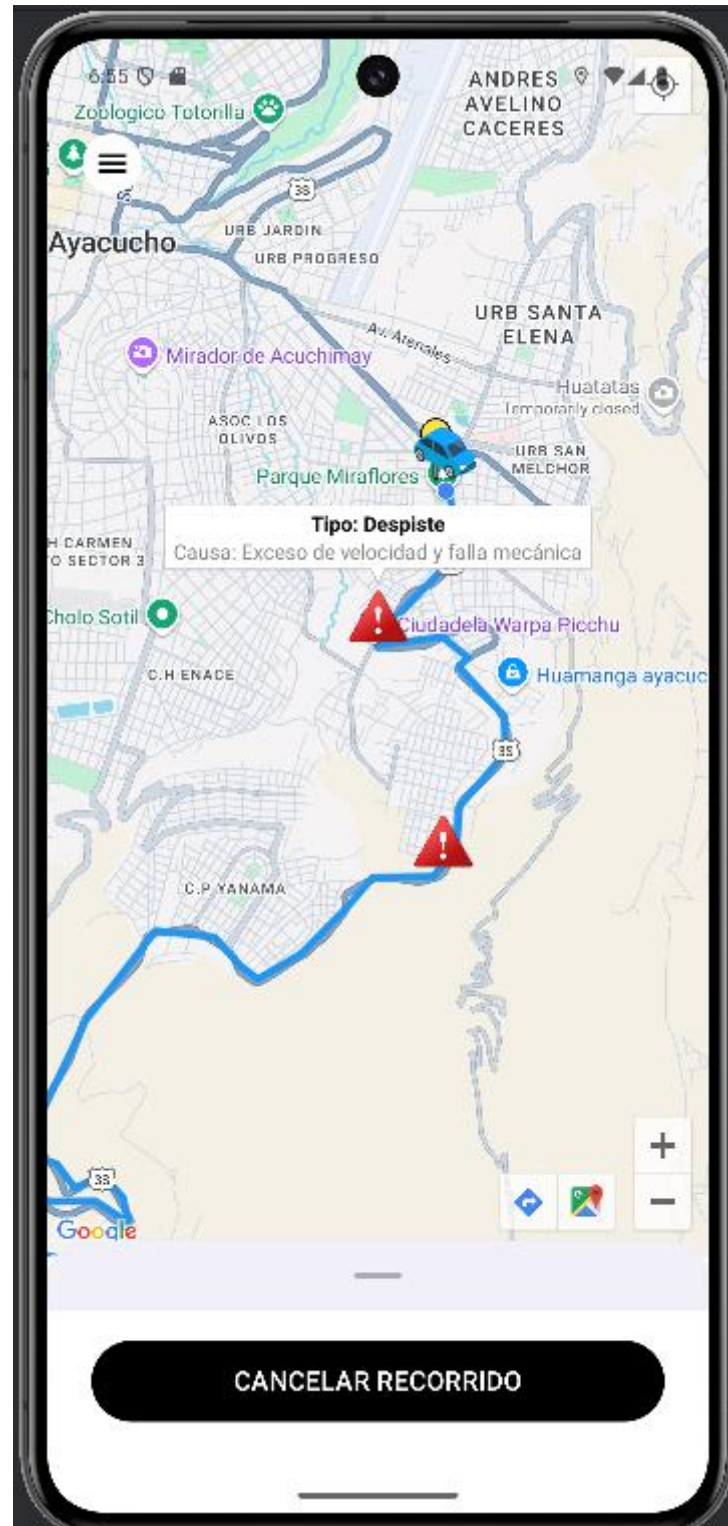 6:55
ANDRES
AVELINO
CACERES
Zoologico Totorilla
38
URB JARDIN
Ayacucho
URB PROGRESO
URB SANTA
ELENA
Av. Arenales
Mirador de Acuchimay
Huatatas
Temporarily closed
ASOC LOS
OLIVOS
URB SAN
MELCHOR
Parque Miraflores
Tipo: Despiste
Causa: Exceso de velocidad y falla mecánica
H CARMEN
O SECTOR 3
Cholo Sotil
Ciudadela Warpa Picchu
C.H ENACE
Huamanga ayacuc
3S
C.P YANAMA
3S
Google
CANCELAR RECORRIDO